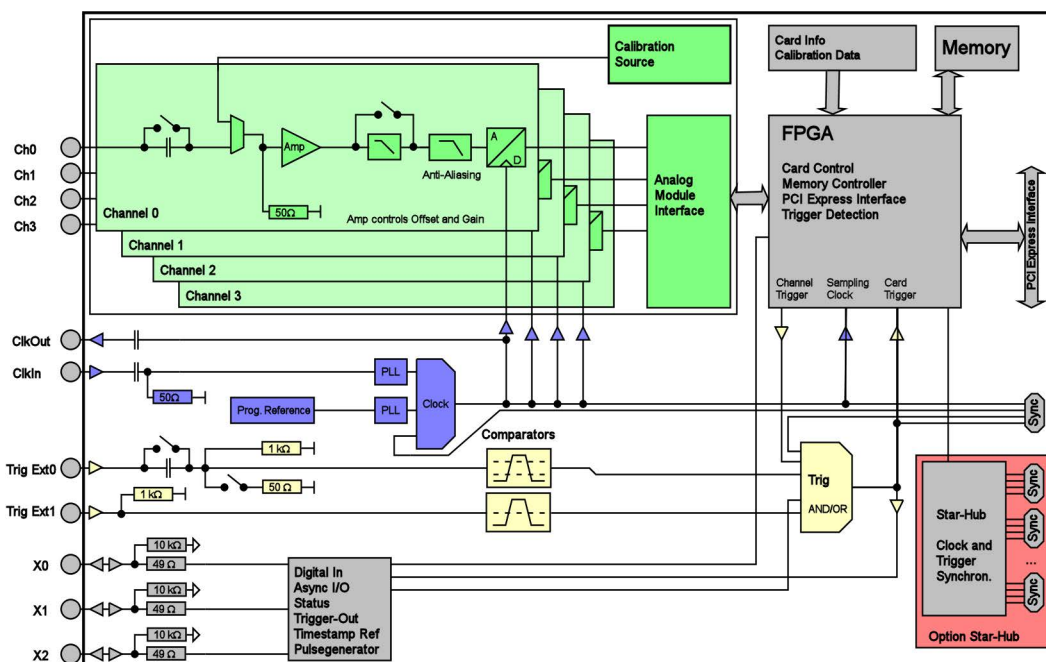 Calibration
Source
Card Info
Calibration Data
Memory
Ch0
Ch1
Ch2
Ch3
Amp
A
D
Anti-Aliasing
50Ω
Channel 0
Amp controls Offset and Gain
Channel 1
Channel 2
Channel 3
Analog
Module
Interface
FPGA
Card Control
Memory Controller
PCI Express Interface
Trigger Detection
Channel
Trigger
Sampling
Clock
Card
Trigger
PCI Express Interface
ClkOut
ClkIn
50Ω
PLL
Prog. Reference
PLL
Clock
Sync
Trig Ext0
1 kΩ
50 Ω
Comparators
Trig
AND/OR
Trig Ext1
1 kΩ
X0
10 kΩ
49 Ω
X1
10 kΩ
49 Ω
X2
10 kΩ
49 Ω
Digital In
Async I/O
Status
Trigger-Out
Timestamp Ref
Pulsegenerator
Star-Hub
Clock and
Trigger
Synchron.
Sync
Sync
...
Sync
Option Star-Hub